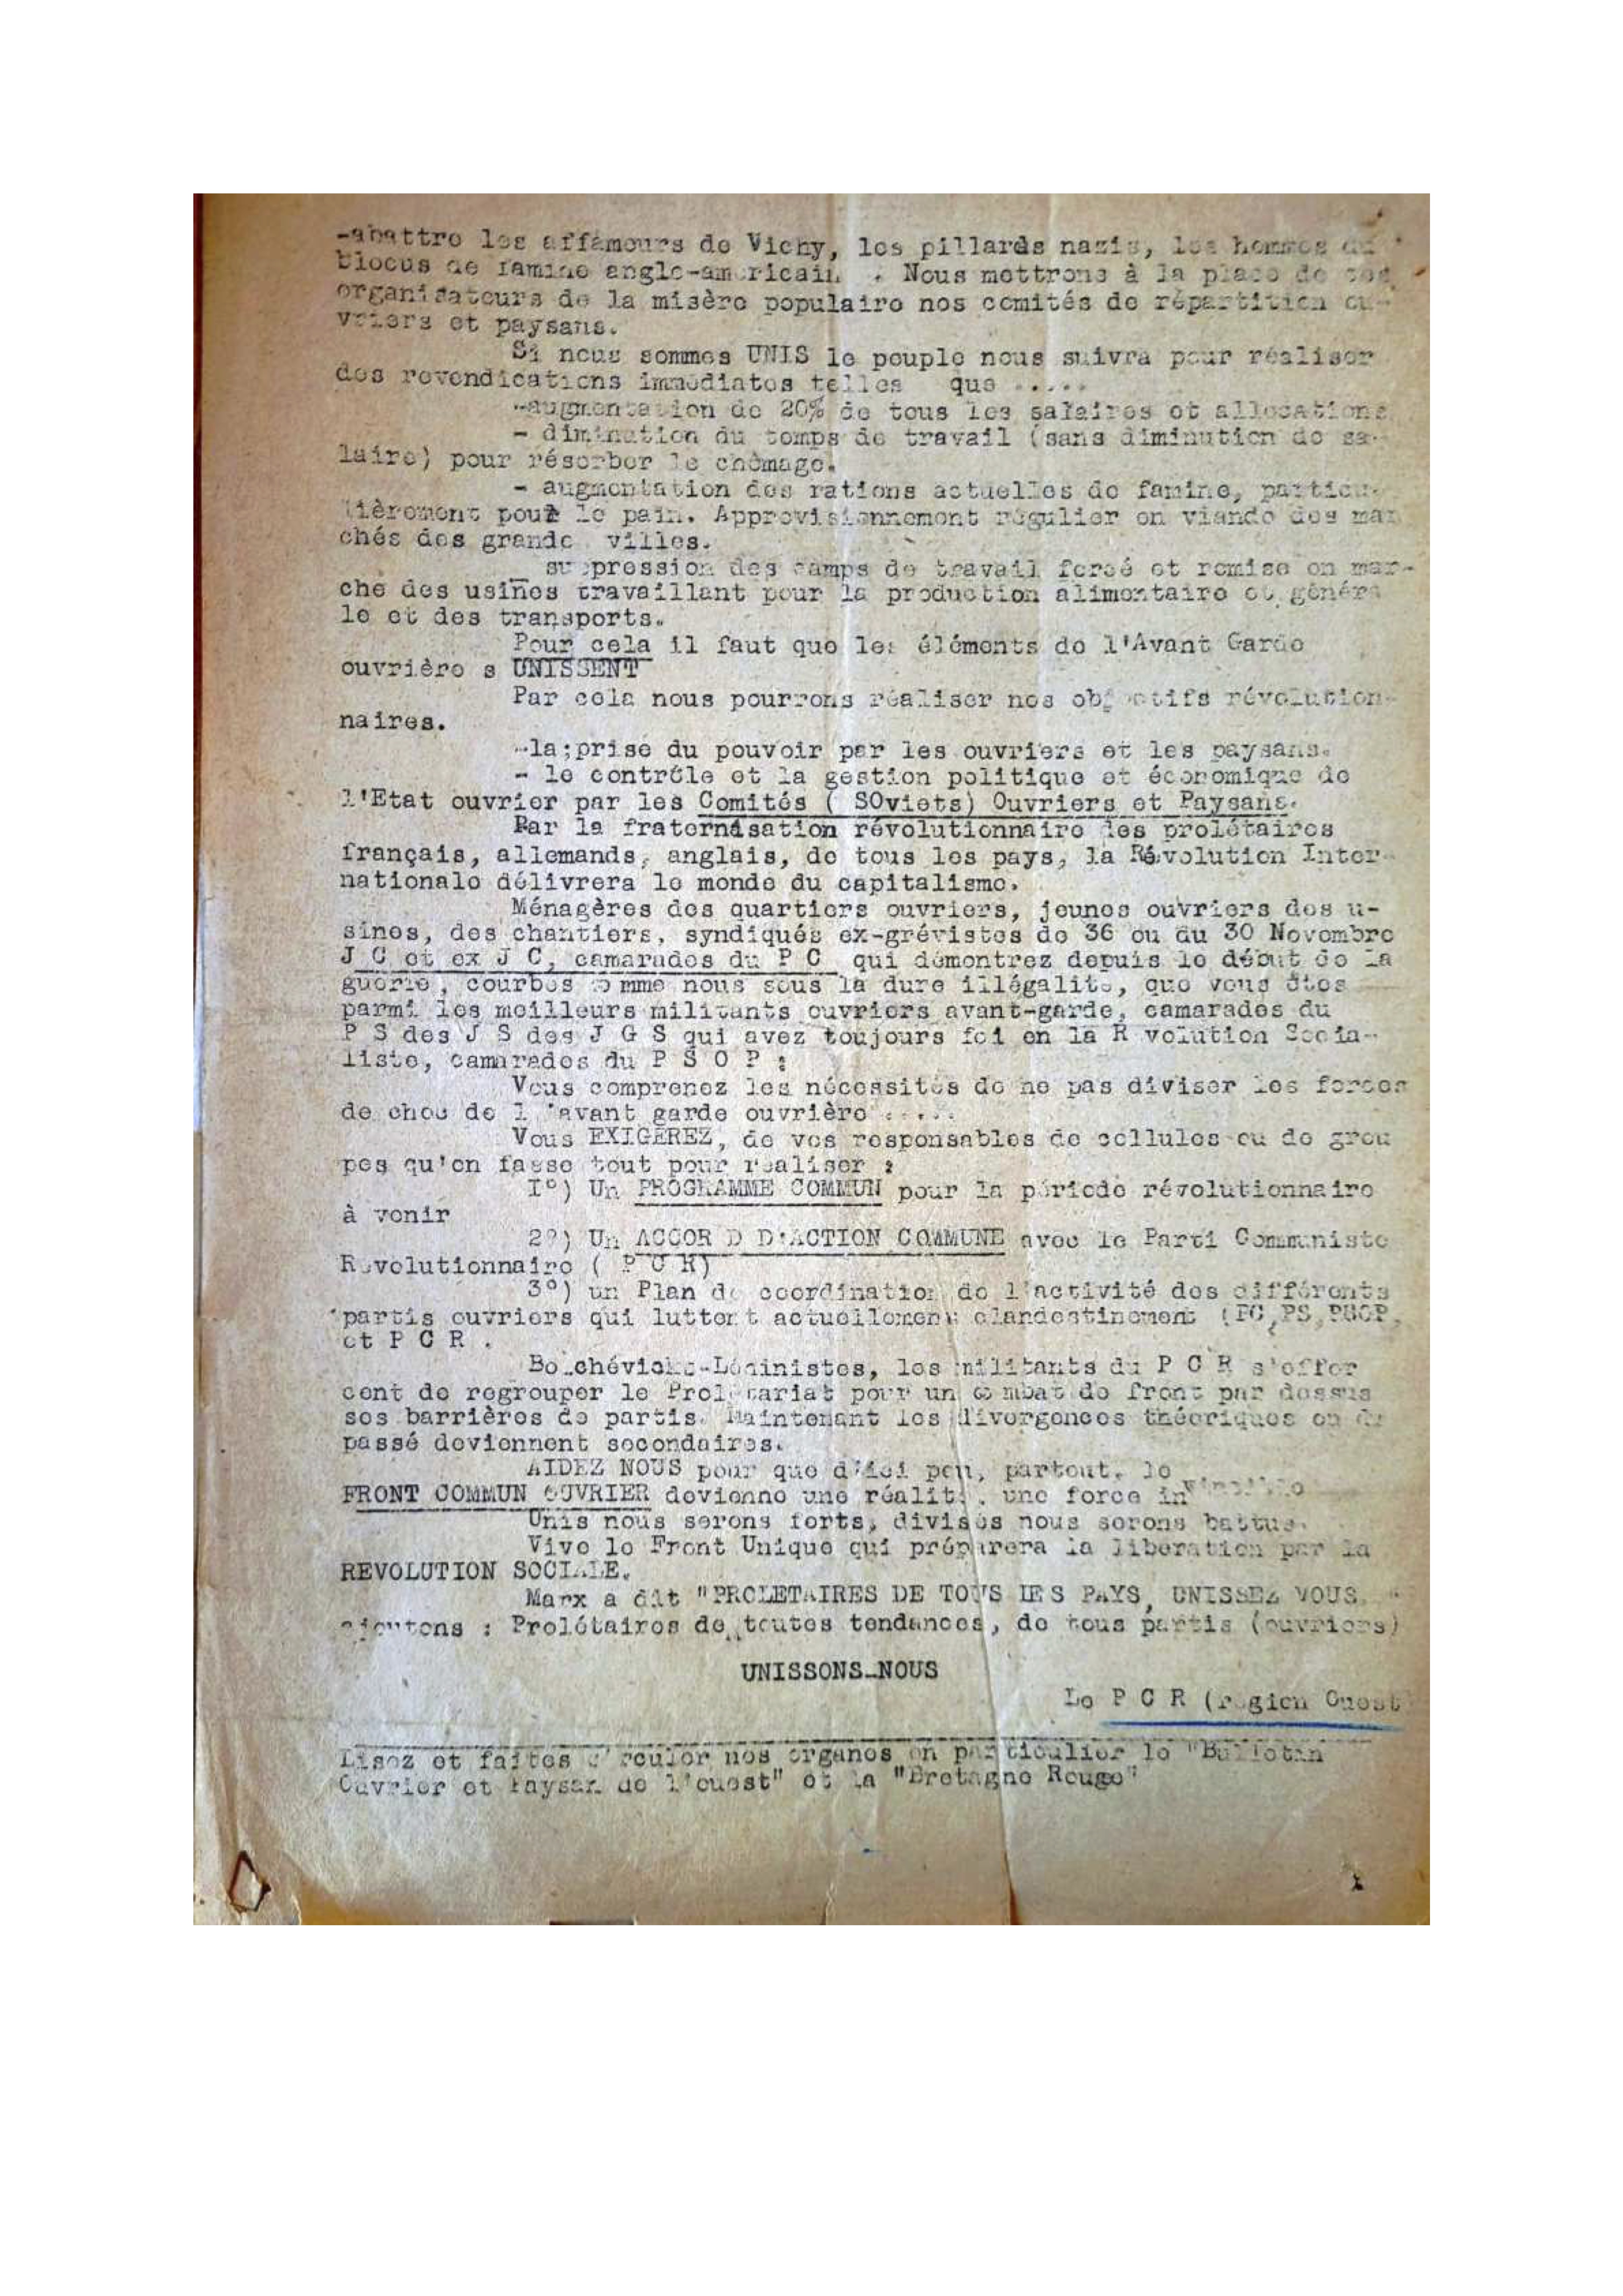 -abattre les affameurs de Vichy, les pillards nazis, les hommes du
blocus de famine anglo-américain . Nous mettrons à la place de ces
organisateurs de la misère populaire nos comités de répartition ou-
vriers et paysans.
Si nous sommes UNIS le peuple nous suivra pour réaliser
des revendications immédiates telles que .....
-augmentation de 20% de tous les salaires et allocations
- diminution du temps de travail (sans diminution de sa-
laire) pour résorber le chômage.
- augmentation des rations actuelles de famine, particu-
lièrement pour le pain. Approvisionnement régulier en viande des mar
chés des grande villes.
_ suppression des camps de travail forcé et remise en mar-
che des usines travaillant pour la production alimentaire et généra
le et des transports.
Pour cela il faut que les éléments de l'Avant Garde
ouvrière s UNISSENT
Par cela nous pourrons réaliser nos objectifs révolution-
naires.
-la;prise du pouvoir par les ouvriers et les paysans.
- le contrôle et la gestion politique et économique de
l'Etat ouvrier par les Comités ( SOviets) Ouvriers et Paysans.
Par la fraternisation révolutionnaire des prolétaires
français, allemands, anglais, de tous les pays, la Révolution Inter-
nationale délivrera le monde du capitalisme.
Ménagères des quartiers ouvriers, jeunes ouvriers des u-
sines, des chantiers, syndiqués ex-grévistes de 36 ou du 30 Novembre
J C et ex J C, camarades du P C qui démontrez depuis le début de la
guerre, courbés comme nous sous la dure illégalité, que vous êtes
parmi les meilleurs militants ouvriers avant-garde, camarades du
P S des J S des J G S qui avez toujours foi en la R volution Socia-
liste, camarades du P S O P :
Vous comprenez les nécessités de ne pas diviser les forces
de choc de l 'avant garde ouvrière .....
Vous EXIGEREZ, de vos responsables de cellules ou de grou
pes qu'on fasse tout pour réaliser :
I°) Un PROGRAMME COMMUN pour la période révolutionnaire
à venir
2°) Un ACCOR D D'ACTION COMMUNE avec le Parti Communiste
Révolutionnaire ( P C R)
3°) un Plan de coordination de l'activité des différents
partis ouvriers qui luttent actuellement clandestinement (PC,PS,PSOP,
et P C R .
Bolchévicks-Léninistes, les militants du P C R s'effor
cent de regrouper le Prolétariat pour un combat de front par dessus
ses barrières de partis. Maintenant les divergences théoriques ou du
passé deviennent secondaires.
AIDEZ NOUS pour que d'ici peu, partout, le
FRONT COMMUN OUVRIER devienne une réalité, une force invincible
Unis nous serons forts, divisés nous serons battus.
Vive le Front Unique qui préparera la libération par la
REVOLUTION SOCIALE.
Marx a dit "PROLETAIRES DE TOUS LES PAYS, UNISSEZ VOUS "
ajoutons : Prolétaires de toutes tendances, de tous partis (ouvriers)
UNISSONS-NOUS
Le P C R (région Ouest
Lisez et faites circuler nos organes en particulier le "Bulletin
Ouvrier et Paysan de l'ouest" et la "Bretagne Rouge"